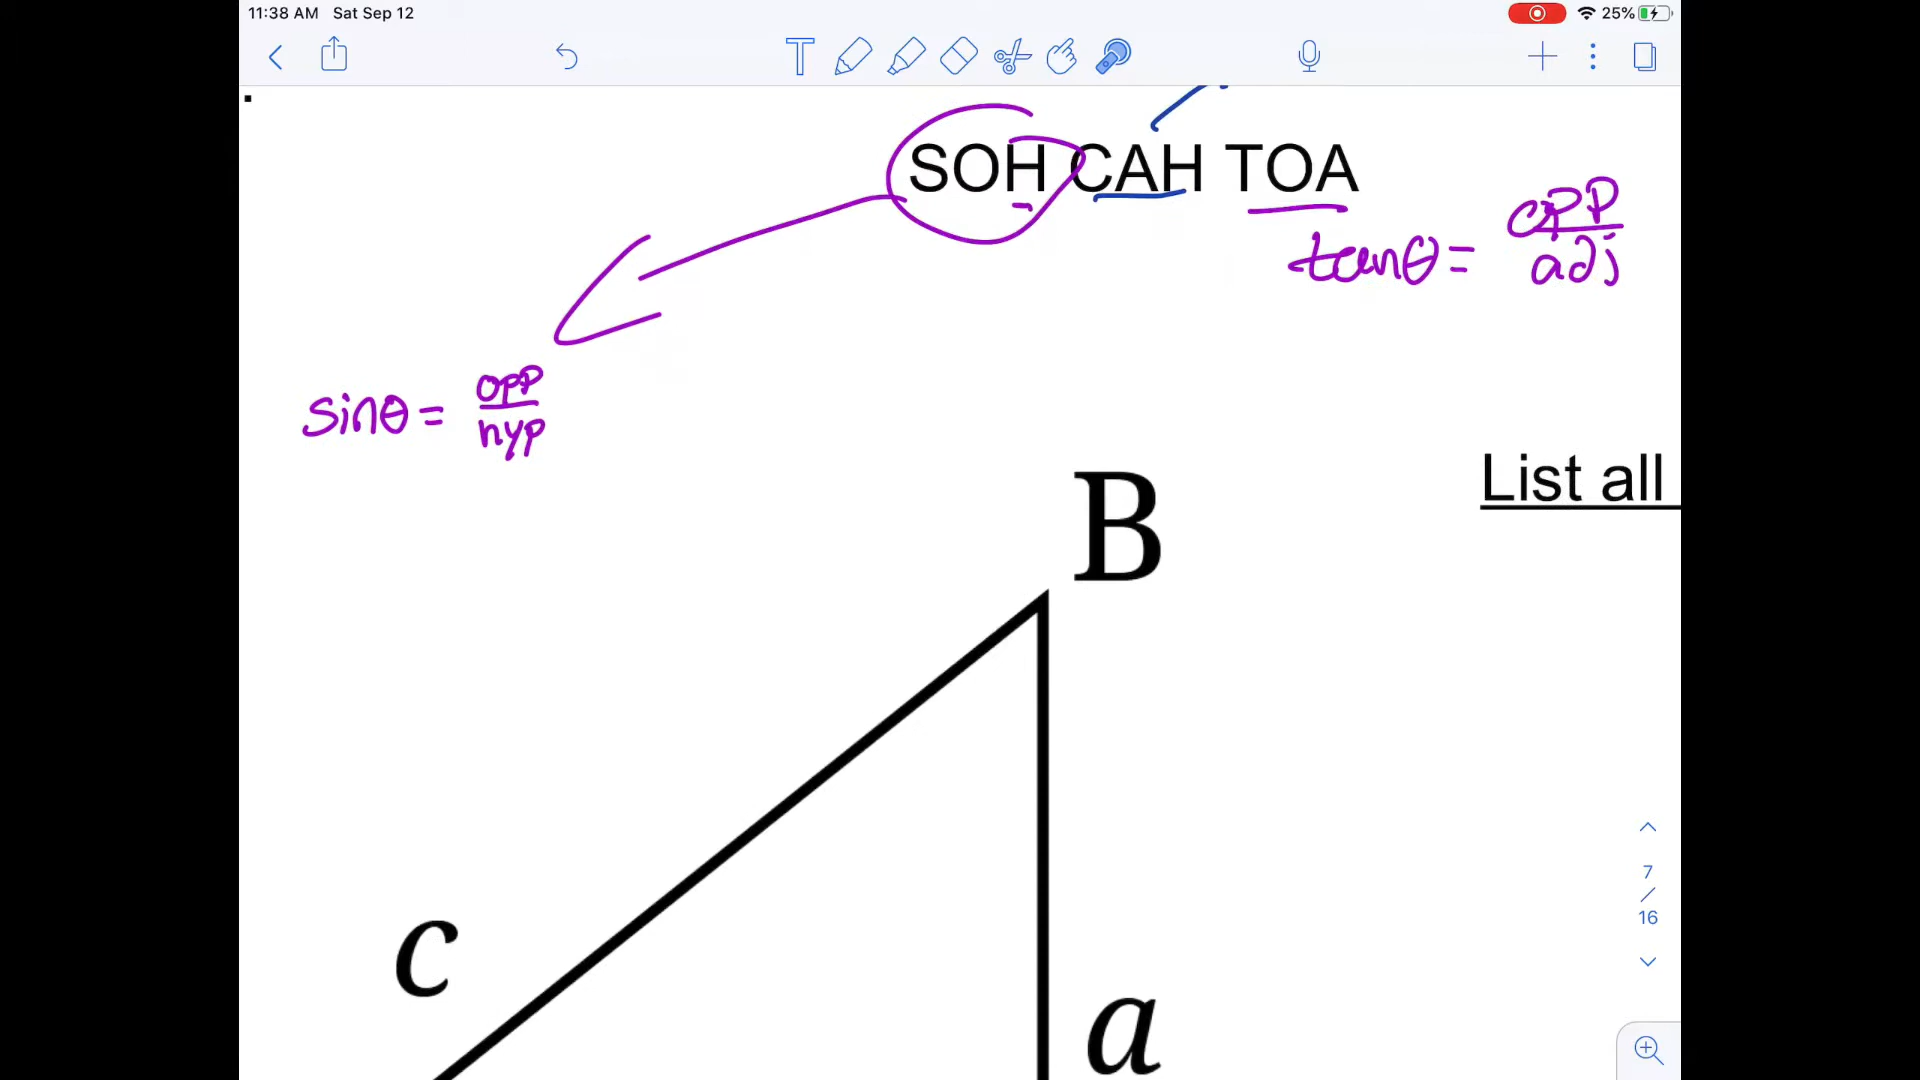 11:38 AM Sat Sep 12
25%
T
SOH CAH TOA
tanθ = opp/adj
sinθ = opp/hyp
List all
B
c
a
7
/
16